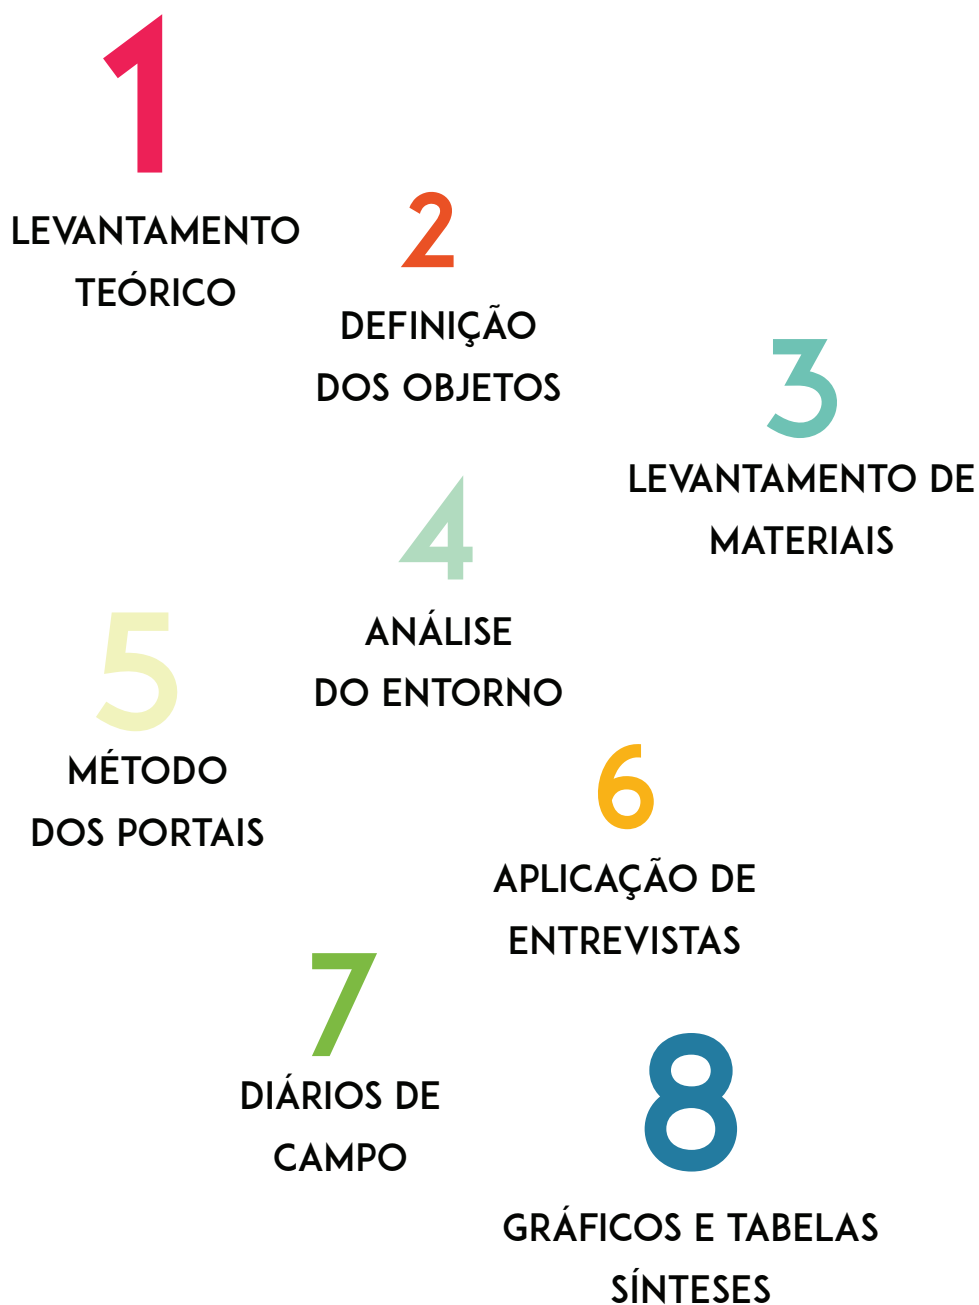 1
LEVANTAMENTO
TEÓRICO
2
DEFINIÇÃO
DOS OBJETOS
3
LEVANTAMENTO DE
MATERIAIS
4
ANÁLISE
DO ENTORNO
5
MÉTODO
DOS PORTAIS
6
APLICAÇÃO DE
ENTREVISTAS
7
DIÁRIOS DE
CAMPO
8
GRÁFICOS E TABELAS
SÍNTESES